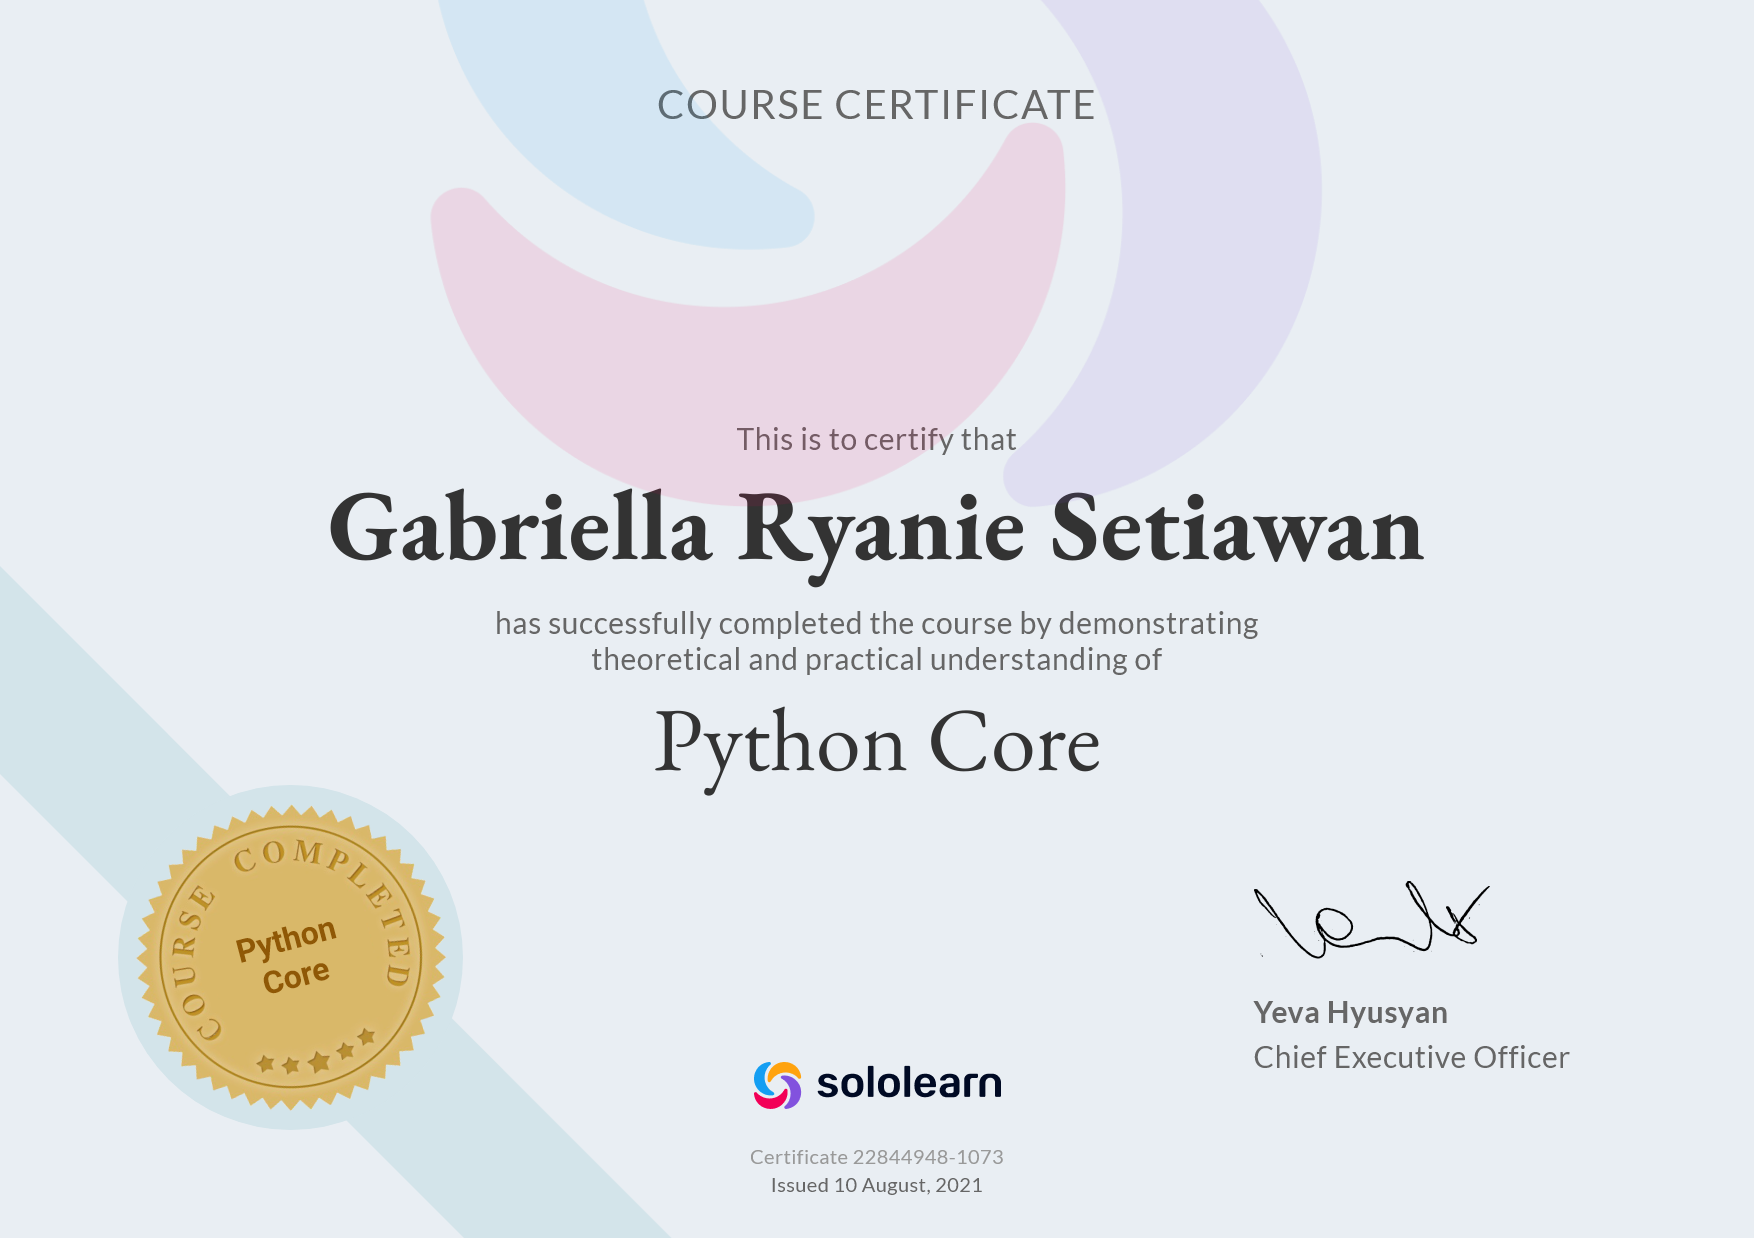 COURSE CERTIFICATE
This is to certify that
Gabriella Ryanie Setiawan
has successfully completed the course by demonstrating
theoretical and practical understanding of
Python Core
COURSE COMPLETED
Python
Core
Yeva Hyusyan
Chief Executive Officer
sololearn
Certificate 22844948-1073
Issued 10 August, 2021